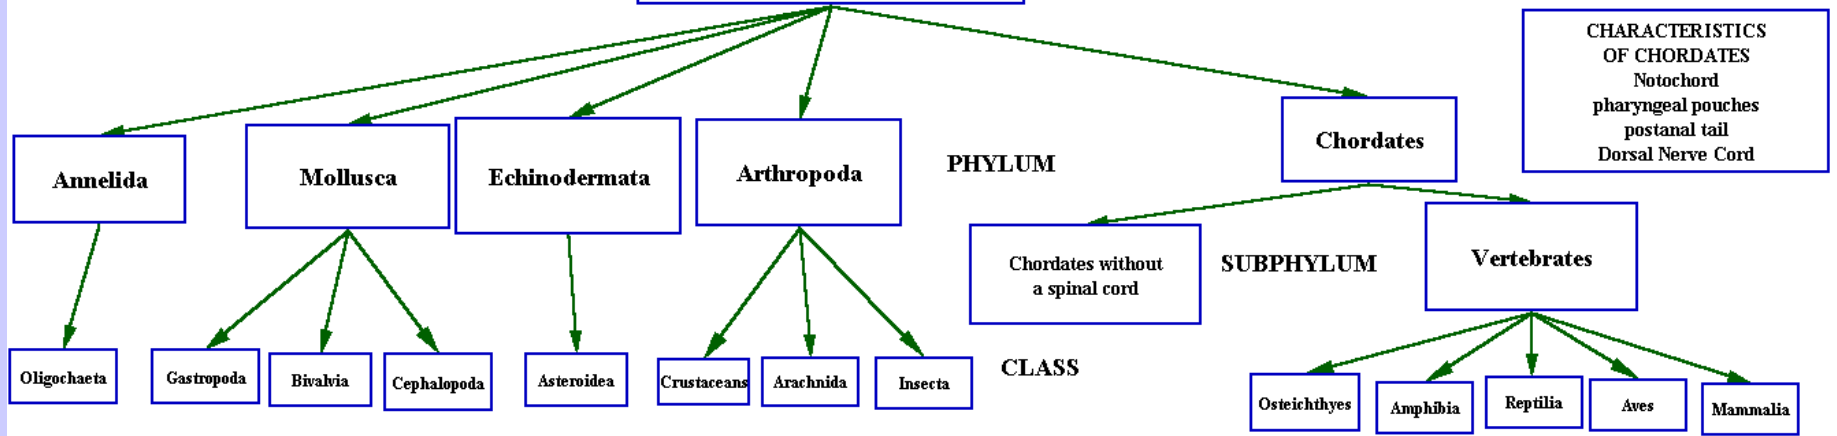 CHARACTERISTICS
OF CHORDATES
Notochord
pharyngeal pouches
postanal tail
Dorsal Nerve Cord
Annelida
Mollusca
Echinodermata
Arthropoda
PHYLUM
Chordates
Chordates without
a spinal cord
SUBPHYLUM
Vertebrates
CLASS
Oligochaeta
Gastropoda
Bivalvia
Cephalopoda
Asteroidea
Crustaceans
Arachnida
Insecta
Osteichthyes
Amphibia
Reptilia
Aves
Mammalia